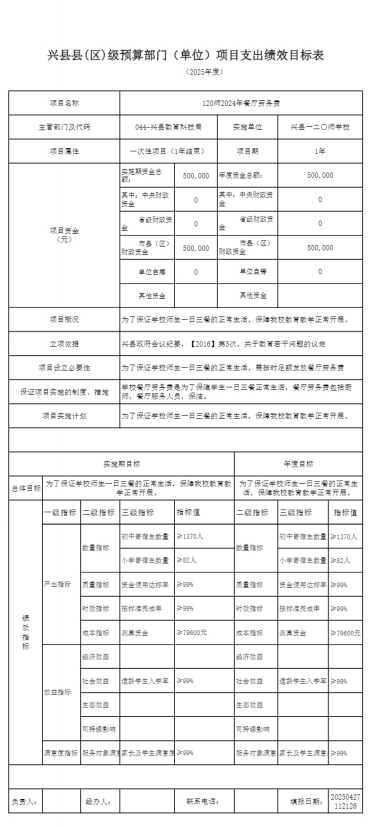 兴县县(区)级预算部门（单位）项目支出绩效目标表
（2025年度）
项目名称 120师2024年餐厅劳务费
主管部门及代码 044-兴县教育科技局 实施单位 兴县一二〇师学校
项目属性 一次性项目（1年结束） 项目期 1年
项目资金
（元）
实施期资金总
额: 500,000 年度资金总额: 500,000
其中: 中央财政
资金 0 其中: 中央财政资
金 0
省级财政资
金 0 省级财政资
金 0
市县（区）
财政资金 500,000 市县（区）
财政资金 500,000
单位自筹 0 单位自筹 0
其他资金 其他资金
项目概况 为了保证学校师生一日三餐的正常生活，保障我校教育教学正常开展。
立项依据 兴县政府会议纪要，【2016】第5次，关于教育若干问题的议定
项目设立必要性 为了保证学校师生一日三餐的正常生活，需按时足额发放餐厅劳务费
保证项目实施的制度、措施 学校餐厅劳务费是为了保障学生一日三餐正常生活，餐厅劳务费包括厨
师，餐厅服务人员，保洁。
项目实施计划 为了保证学校师生一日三餐的正常生活，保障我校教育教学正常开展。
实施期目标 年度目标
总体目标 为了保证学校师生一日三餐的正常生活，保障我校教育教
学正常开展。 为了保证学校师生一日三餐的正常生
活，保障我校教育教学正常开展。
绩效指标
一级指标 二级指标 三级指标 指标值 二级指标 三级指标 指标值
产出指标 数量指标 初中寄宿生数量 ≥1370人 数量指标 初中寄宿生数量 ≥1370人
小学寄宿生数量 ≥82人 小学寄宿生数量 ≥82人
质量指标 资金使用达标率 ≥99% 质量指标 资金使用达标率 ≥99%
时效指标 按标准完成率 ≥99% 时效指标 按标准完成率 ≥99%
成本指标 测算资金 ≥79600元 成本指标 测算资金 ≥79600元
效益指标 经济效益 经济效益
社会效益 适龄学生入学率 ≥99% 社会效益 适龄学生入学率 ≥99%
生态效益 生态效益
可持续影响 可持续影响
满意度指标 服务对象满意 家长及学生满意度 ≥99% 服务对象满意 家长及学生满意 ≥99%
负责人: 经办人: 联系电话: 填报日期: 20250427
112126